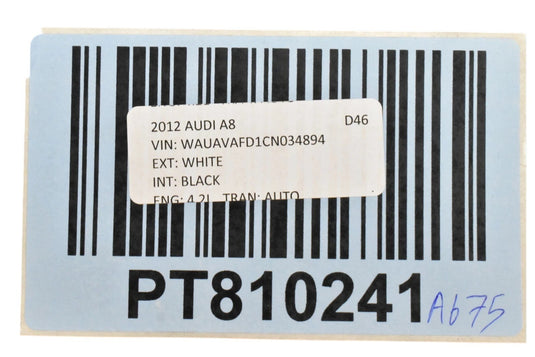 2012 AUDI A8 D46
VIN: WAUAVAFD1CN034894
EXT: WHITE
INT: BLACK
ENG: 4.2L TRAN: AUTO
PT810241 A675